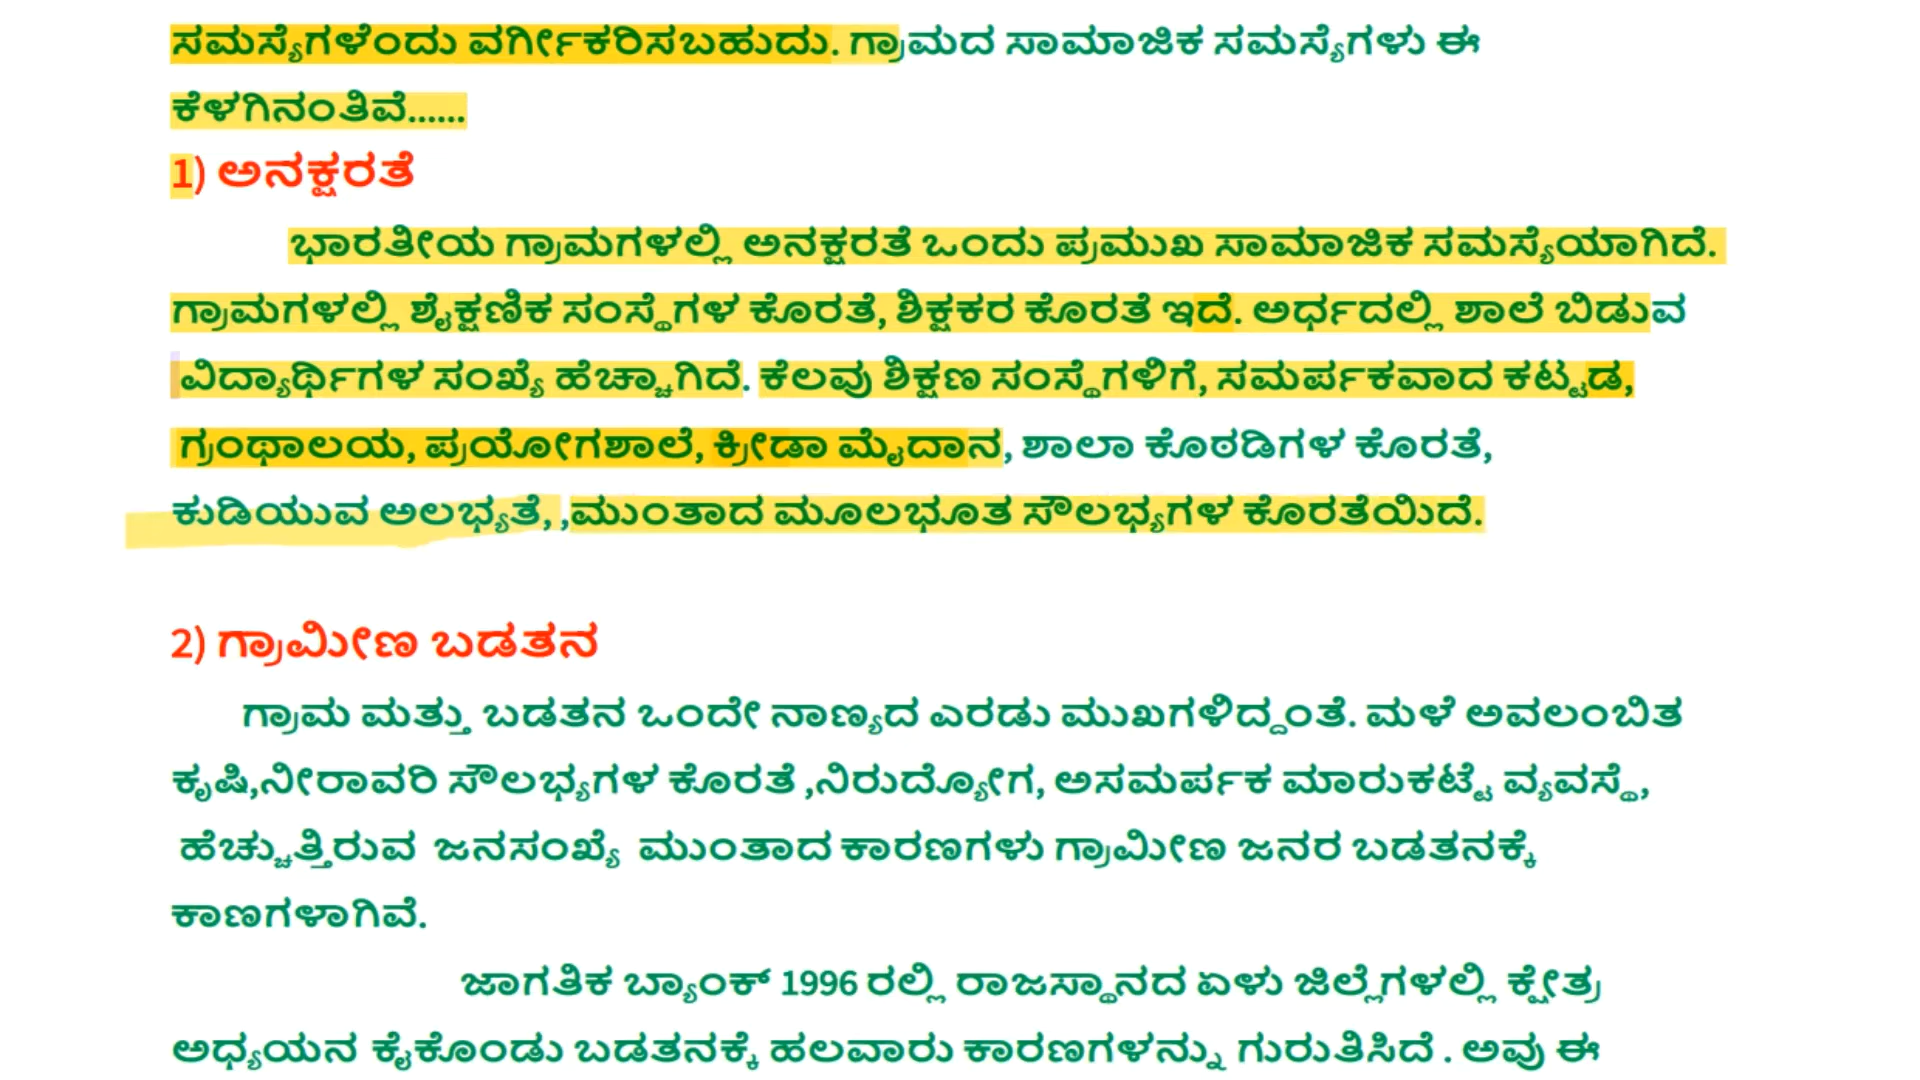 ಸಮಸ್ಯೆಗಳೆಂದು ವರ್ಗೀಕರಿಸಬಹುದು. ಗ್ರಾಮದ ಸಾಮಾಜಿಕ ಸಮಸ್ಯೆಗಳು ಈ
ಕೆಳಗಿನಂತಿವೆ......
1) ಅನಕ್ಷರತೆ
ಭಾರತೀಯ ಗ್ರಾಮಗಳಲ್ಲಿ ಅನಕ್ಷರತೆ ಒಂದು ಪ್ರಮುಖ ಸಾಮಾಜಿಕ ಸಮಸ್ಯೆಯಾಗಿದೆ.
ಗ್ರಾಮಗಳಲ್ಲಿ ಶೈಕ್ಷಣಿಕ ಸಂಸ್ಥೆಗಳ ಕೊರತೆ, ಶಿಕ್ಷಕರ ಕೊರತೆ ಇದೆ. ಅರ್ಧದಲ್ಲಿ ಶಾಲೆ ಬಿಡುವ
ವಿದ್ಯಾರ್ಥಿಗಳ ಸಂಖ್ಯೆ ಹೆಚ್ಚಾಗಿದೆ. ಕೆಲವು ಶಿಕ್ಷಣ ಸಂಸ್ಥೆಗಳಿಗೆ, ಸಮರ್ಪಕವಾದ ಕಟ್ಟಡ,
ಗ್ರಂಥಾಲಯ, ಪ್ರಯೋಗಶಾಲೆ, ಕ್ರೀಡಾ ಮೈದಾನ, ಶಾಲಾ ಕೊಠಡಿಗಳ ಕೊರತೆ,
ಕುಡಿಯುವ ಅಲಭ್ಯತೆ, ,ಮುಂತಾದ ಮೂಲಭೂತ ಸೌಲಭ್ಯಗಳ ಕೊರತೆಯಿದೆ.
2) ಗ್ರಾಮೀಣ ಬಡತನ
ಗ್ರಾಮ ಮತ್ತು ಬಡತನ ಒಂದೇ ನಾಣ್ಯದ ಎರಡು ಮುಖಗಳಿದ್ದಂತೆ. ಮಳೆ ಅವಲಂಬಿತ
ಕೃಷಿ,ನೀರಾವರಿ ಸೌಲಭ್ಯಗಳ ಕೊರತೆ ,ನಿರುದ್ಯೋಗ, ಅಸಮರ್ಪಕ ಮಾರುಕಟ್ಟೆ ವ್ಯವಸ್ಥೆ,
ಹೆಚ್ಚುತ್ತಿರುವ ಜನಸಂಖ್ಯೆ ಮುಂತಾದ ಕಾರಣಗಳು ಗ್ರಾಮೀಣ ಜನರ ಬಡತನಕ್ಕೆ
ಕಾಣಗಳಾಗಿವೆ.
ಜಾಗತಿಕ ಬ್ಯಾಂಕ್ 1996 ರಲ್ಲಿ ರಾಜಸ್ಥಾನದ ಏಳು ಜಿಲ್ಲೆಗಳಲ್ಲಿ ಕ್ಷೇತ್ರ
ಅಧ್ಯಯನ ಕೈಕೊಂಡು ಬಡತನಕ್ಕೆ ಹಲವಾರು ಕಾರಣಗಳನ್ನು ಗುರುತಿಸಿದೆ . ಅವು ಈ